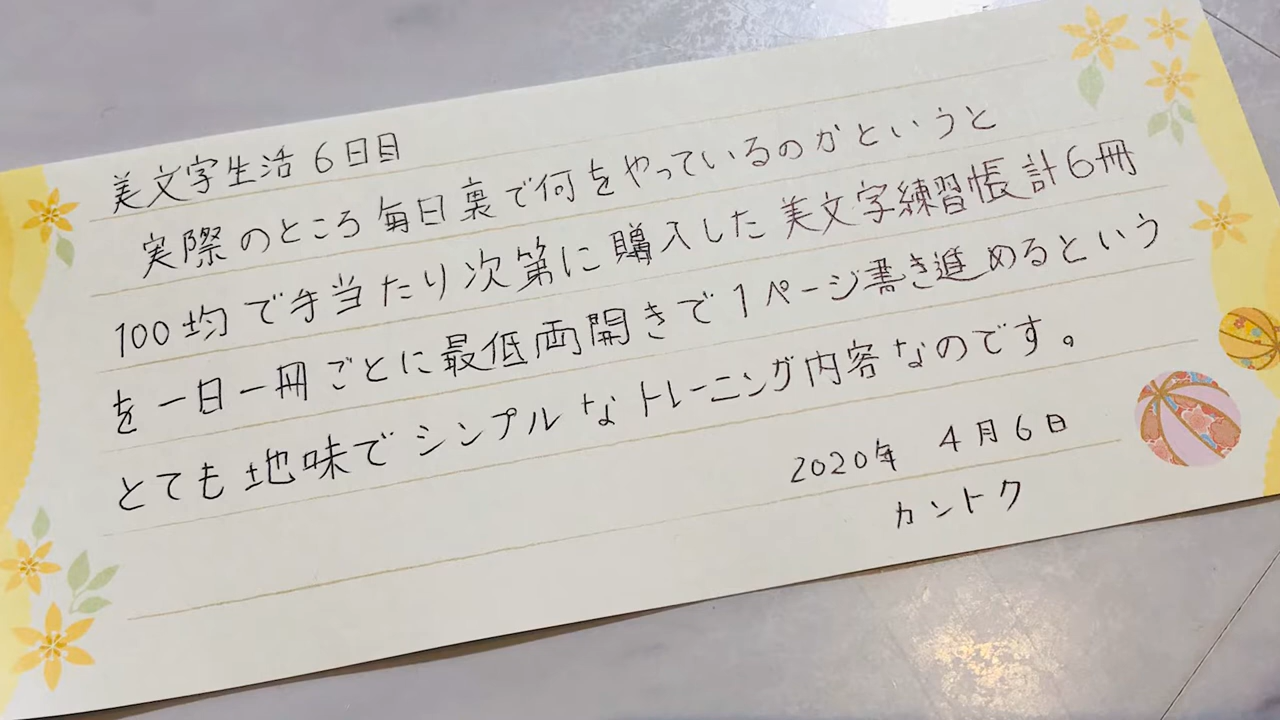 美文字生活 6日目
実際のところ毎日裏で何をやっているのかというと
100均で手当たり次第に購入した美文字練習帳計6冊
を一日一冊ごとに最低両開きで1ページ書き進めるという
とても地味でシンプルなトレーニング内容なのです。
2020年 4月6日
カントク